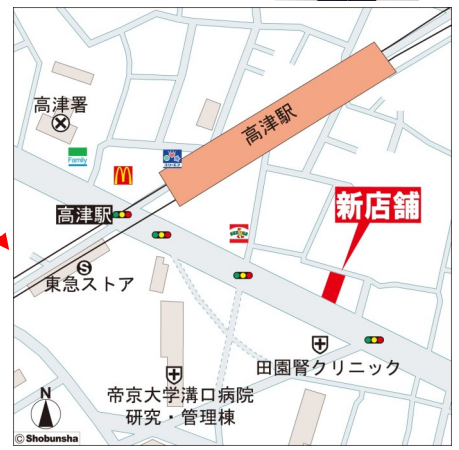 高津署
高津駅
Family
M
高津駅
新店舗
S
東急ストア
田園腎クリニック
帝京大学溝口病院
研究・管理棟
N
© Shobunsha